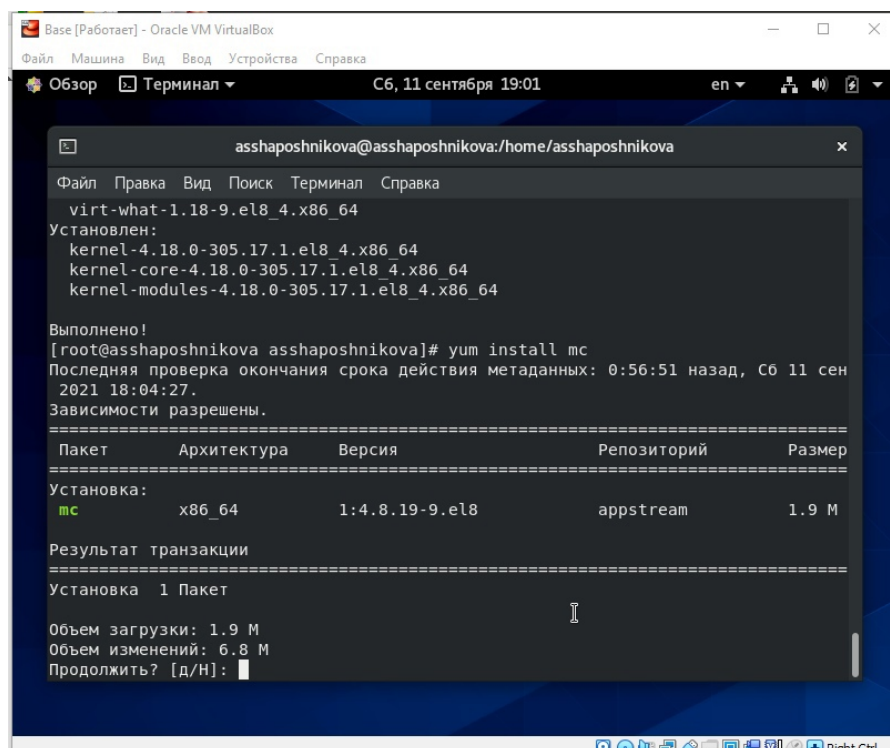 Base [Работает] - Oracle VM VirtualBox
Файл Машина Вид Ввод Устройства Справка
Обзор Терминал Сб, 11 сентября 19:01 en
asshaposhnikova@asshaposhnikova:/home/asshaposhnikova
Файл Правка Вид Поиск Терминал Справка
virt-what-1.18-9.el8_4.x86_64
Установлен:
kernel-4.18.0-305.17.1.el8_4.x86_64
kernel-core-4.18.0-305.17.1.el8_4.x86_64
kernel-modules-4.18.0-305.17.1.el8_4.x86_64
Выполнено!
[root@asshaposhnikova asshaposhnikova]# yum install mc
Последняя проверка окончания срока действия метаданных: 0:56:51 назад, Сб 11 сен
2021 18:04:27.
Зависимости разрешены.
================================================================================
Пакет Архитектура Версия Репозиторий Размер
================================================================================
Установка:
mc x86_64 1:4.8.19-9.el8 appstream 1.9 M
Результат транзакции
================================================================================
Установка 1 Пакет
Объем загрузки: 1.9 M
Объем изменений: 6.8 M
Продолжить? [д/Н]:
Right Ctrl